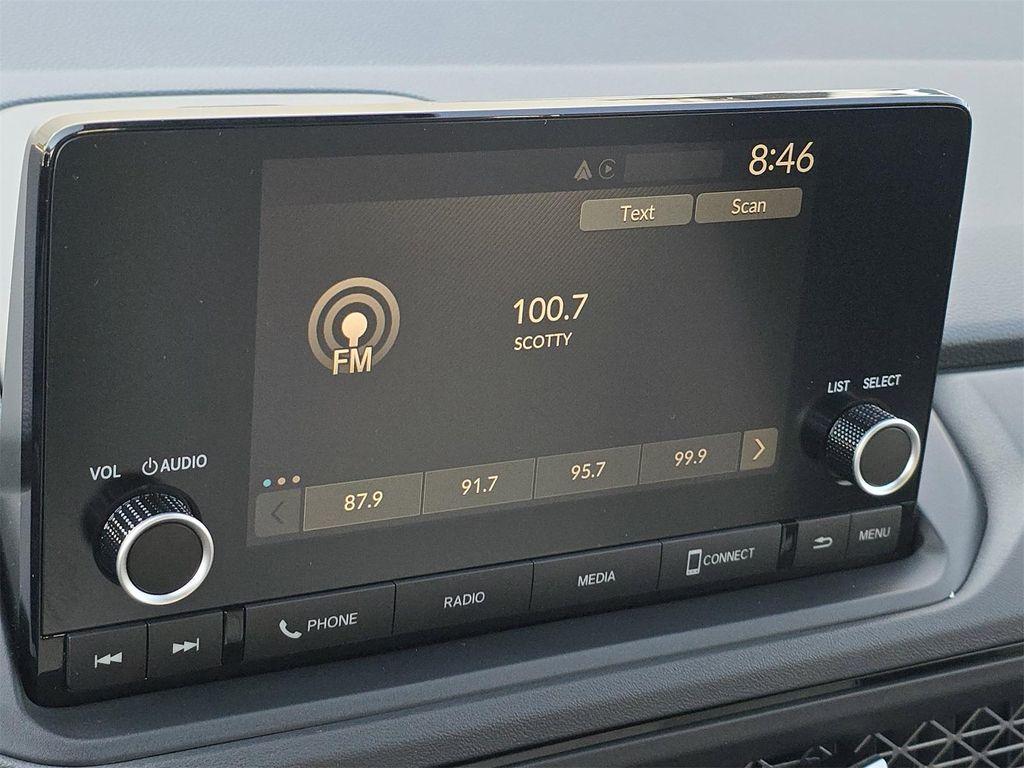 8:46
Text Scan
100.7
SCOTTY
FM
LIST SELECT
VOL AUDIO
87.9 91.7 95.7 99.9
PHONE RADIO MEDIA CONNECT MENU